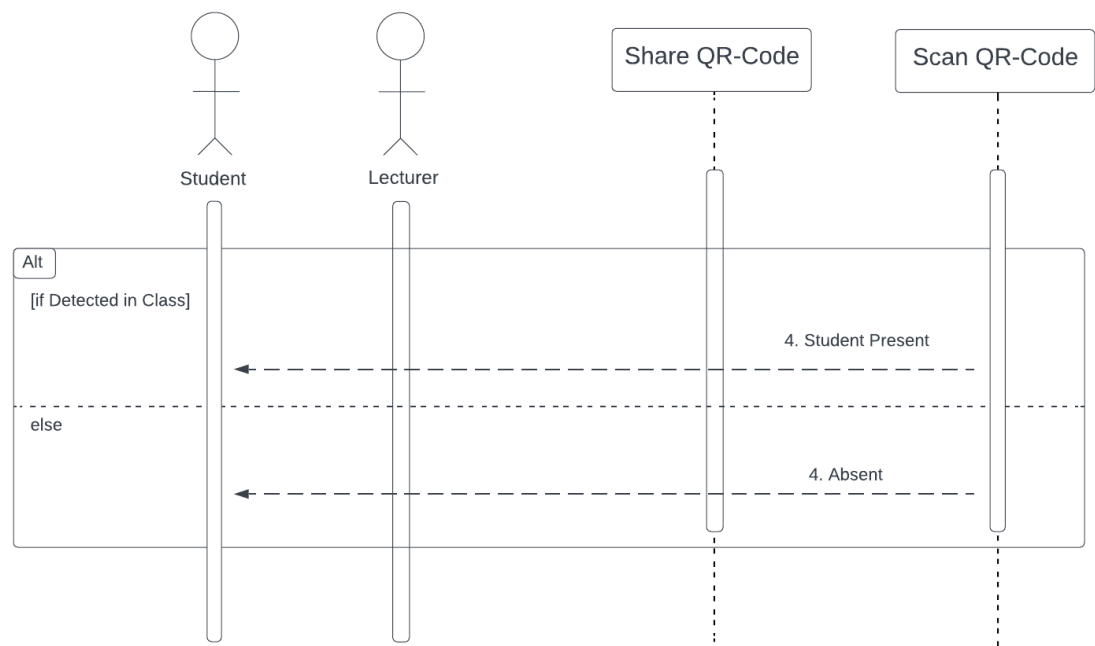 Share QR-Code
Scan QR-Code
Student
Lecturer
Alt
[if Detected in Class]
4. Student Present
else
4. Absent